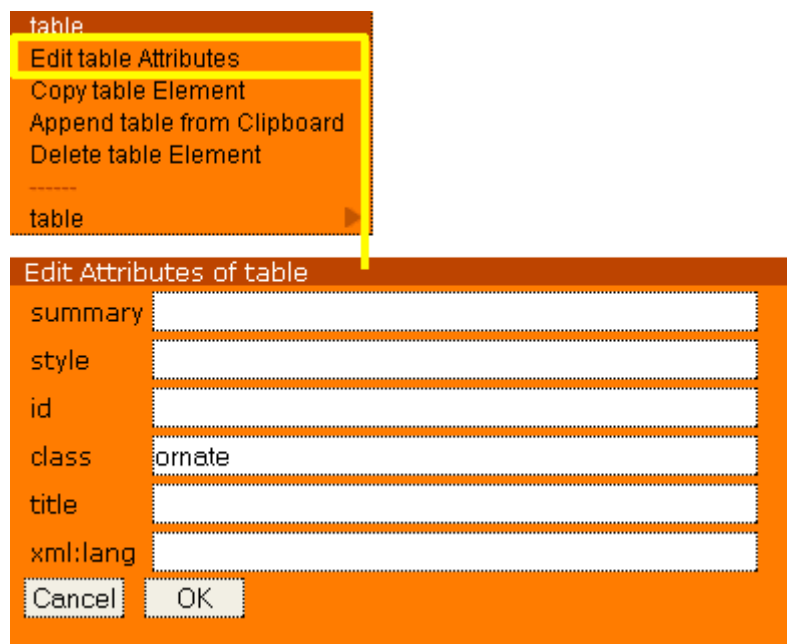 table
Edit table Attributes
Copy table Element
Append table from Clipboard
Delete table Element
------
table
Edit Attributes of table
summary
style
id
class ornate
title
xml:lang
Cancel OK